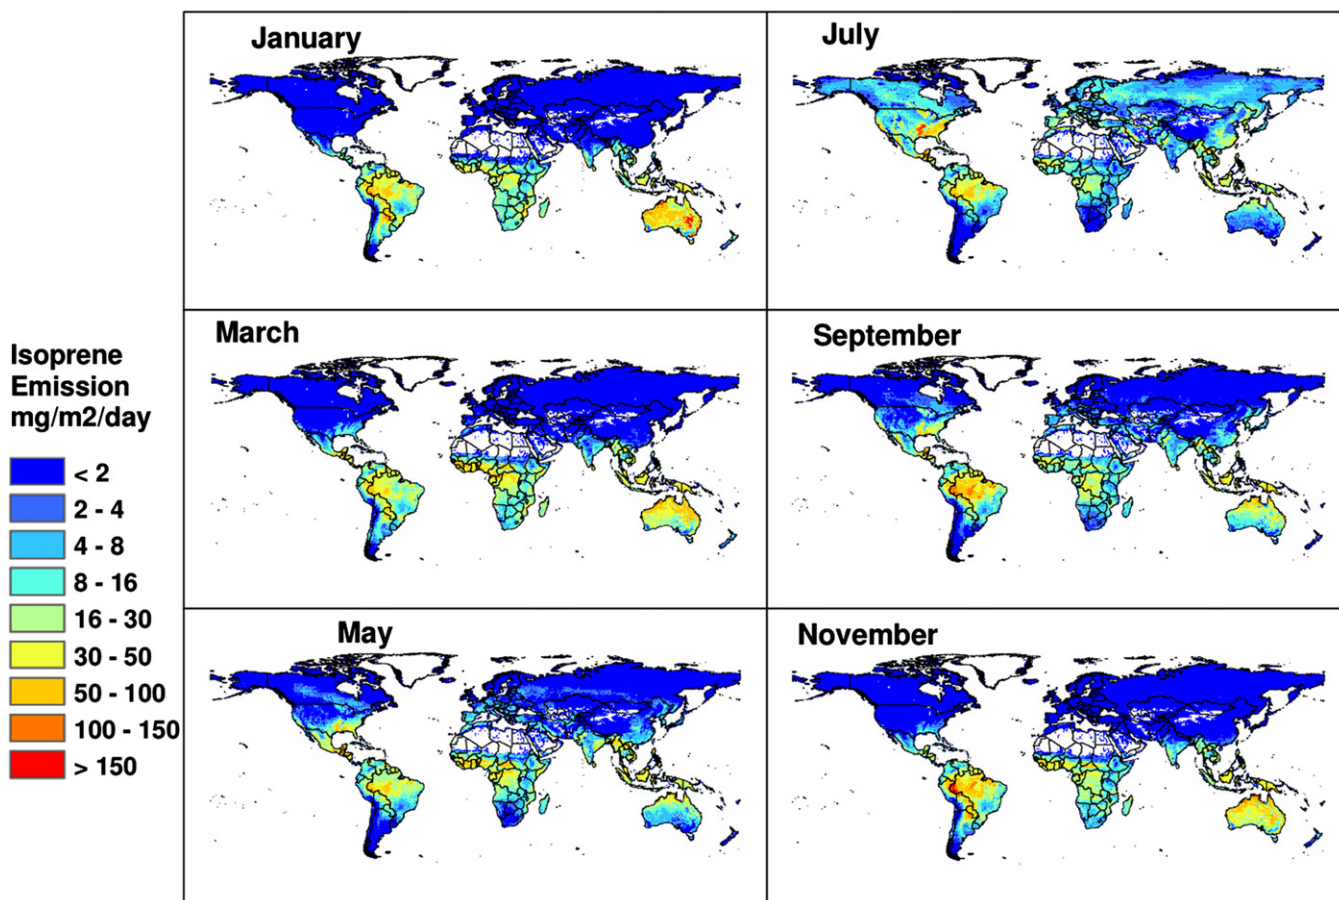 January
July
March
September
Isoprene
Emission
mg/m2/day
< 2
2 - 4
4 - 8
8 - 16
16 - 30
30 - 50
50 - 100
100 - 150
> 150
May
November